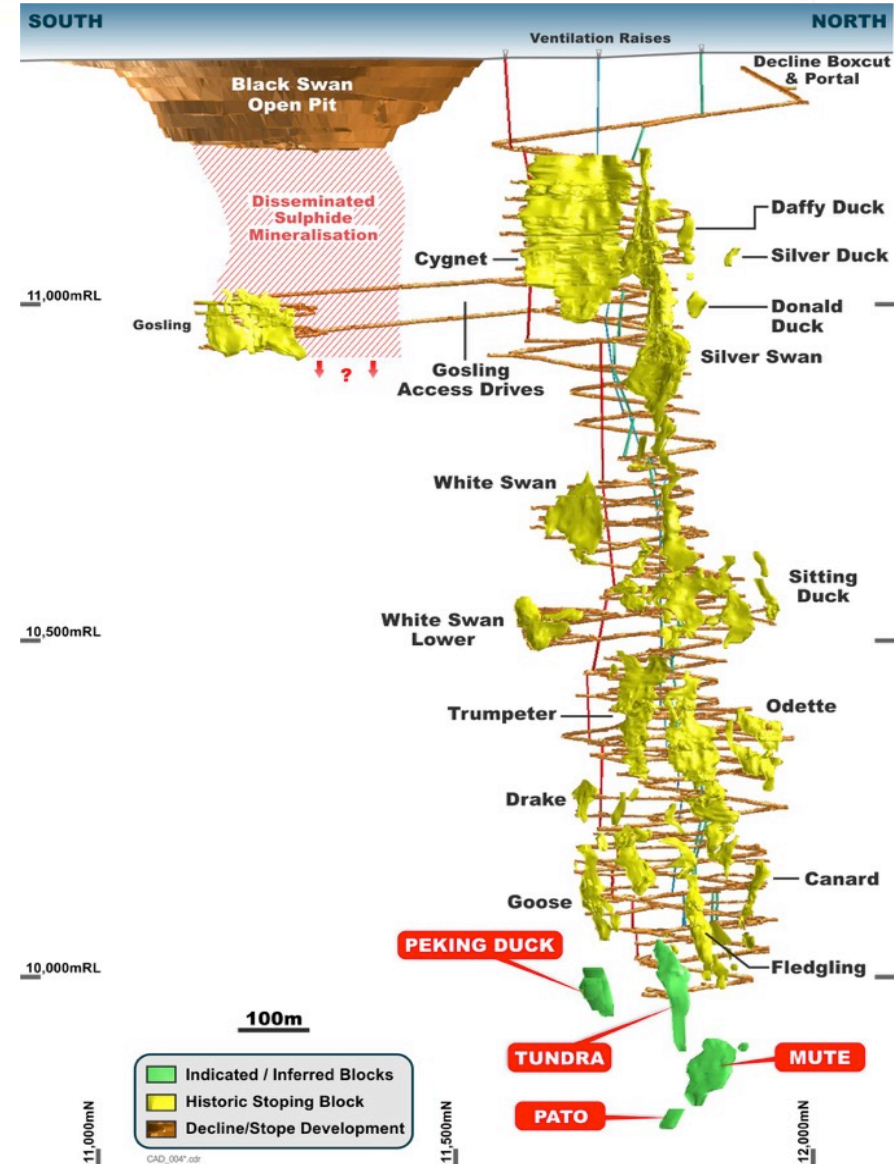 SOUTH
NORTH
Ventilation Raises
Decline Boxcut
& Portal
Black Swan
Open Pit
Disseminated
Sulphide
Mineralisation
Daffy Duck
Cygnet
Silver Duck
11,000mRL
Donald
Duck
Gosling
Silver Swan
Gosling
Access Drives
?
White Swan
Sitting
Duck
White Swan
Lower
10,500mRL
Odette
Trumpeter
Drake
Canard
Goose
PEKING DUCK
Fledgling
10,000mRL
100m
TUNDRA
MUTE
PATO
Indicated / Inferred Blocks
Historic Stoping Block
Decline/Stope Development
CAD_004*.cdr
11,000mN
11,500mN
12,000mN